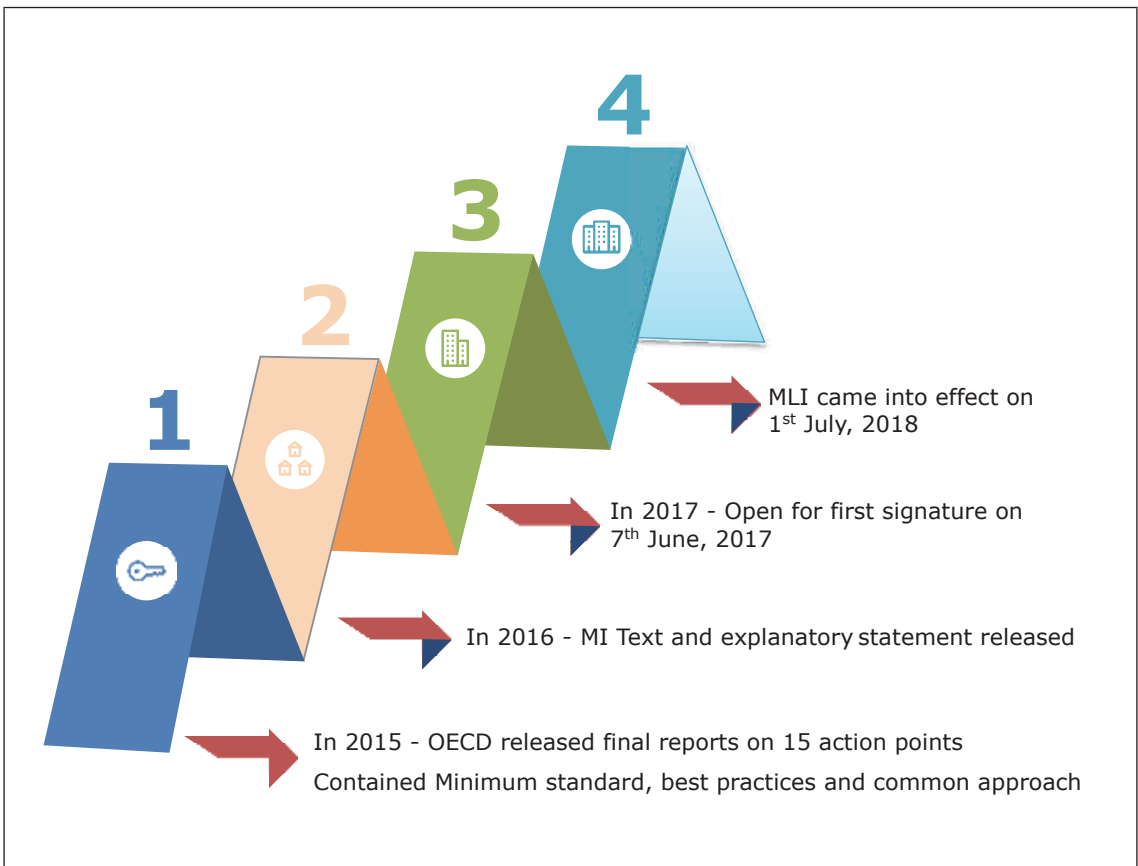 4
3
2
1
MLI came into effect on
1st July, 2018
In 2017 - Open for first signature on
7th June, 2017
In 2016 - MI Text and explanatory statement released
In 2015 - OECD released final reports on 15 action points
Contained Minimum standard, best practices and common approach